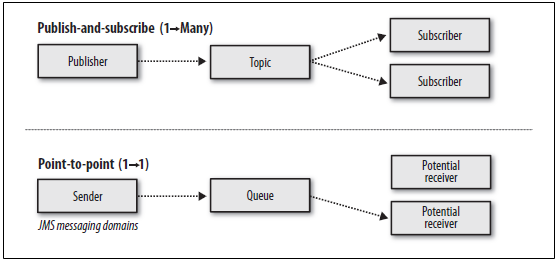 Publish-and-subscribe (1→Many)
Publisher
Topic
Subscriber
Subscriber
Point-to-point (1→1)
Sender
Queue
Potential
receiver
Potential
receiver
JMS messaging domains